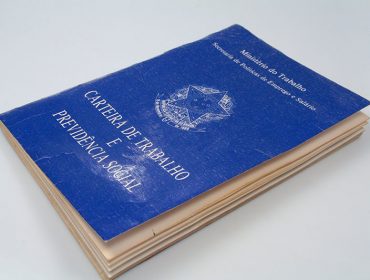 Ministério do Trabalho
Secretaria de Políticas de Emprego e Salário
CARTEIRA DE TRABALHO
E
PREVIDÊNCIA SOCIAL